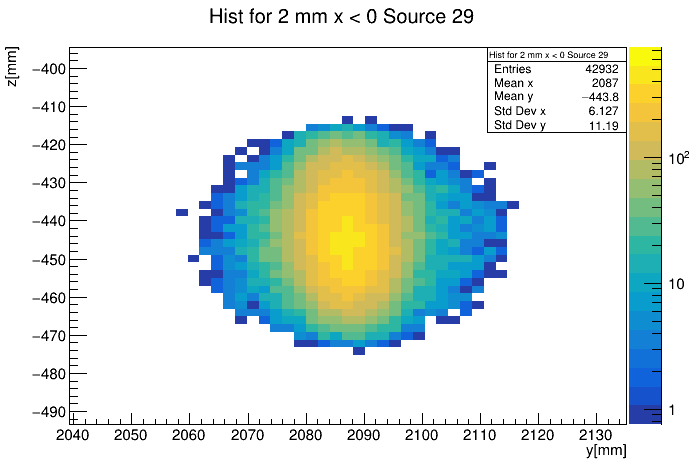 Hist for 2 mm x < 0 Source 29
z[mm]
Hist for 2 mm x < 0 Source 29
Entries 42932
Mean x 2087
Mean y −443.8
Std Dev x 6.127
Std Dev y 11.19
−400
−410
−420
−430
−440
−450
−460
−470
−480
−490
10²
10
1
2040 2050 2060 2070 2080 2090 2100 2110 2120 2130
y[mm]